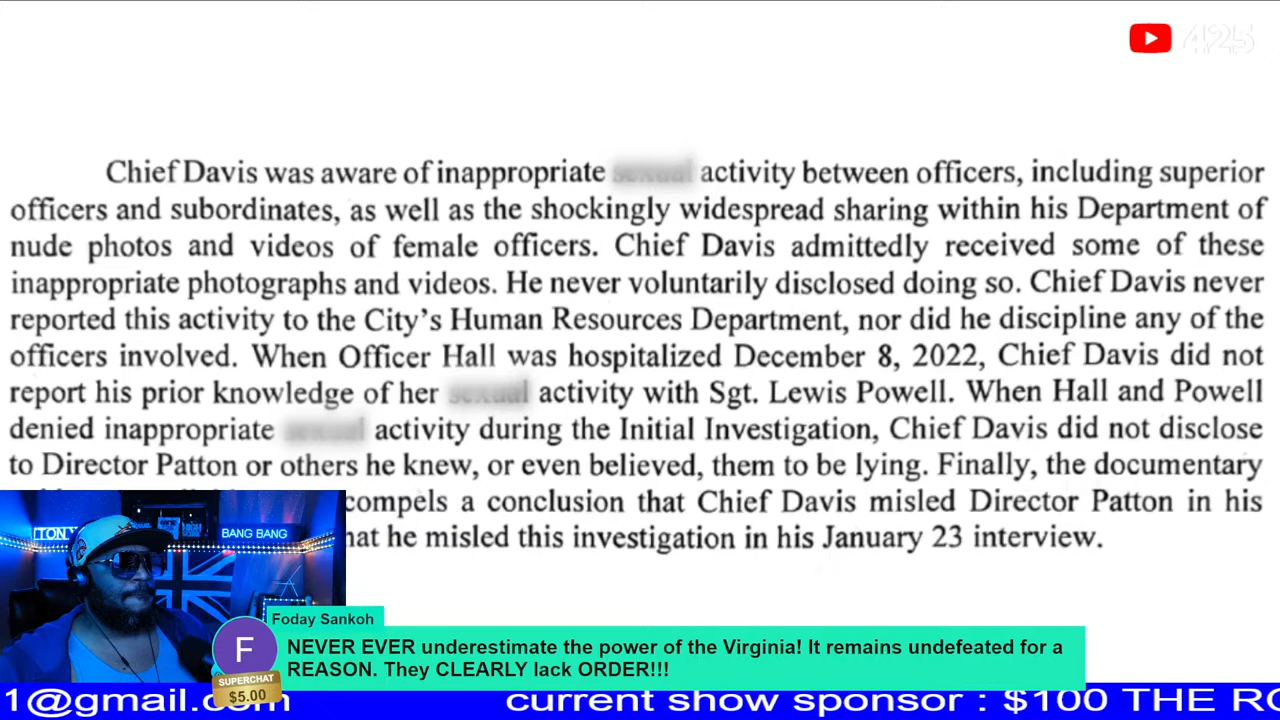 425
Chief Davis was aware of inappropriate sexual activity between officers, including superior
officers and subordinates, as well as the shockingly widespread sharing within his Department of
nude photos and videos of female officers. Chief Davis admittedly received some of these
inappropriate photographs and videos. He never voluntarily disclosed doing so. Chief Davis never
reported this activity to the City's Human Resources Department, nor did he discipline any of the
officers involved. When Officer Hall was hospitalized December 8, 2022, Chief Davis did not
report his prior knowledge of her sexual activity with Sgt. Lewis Powell. When Hall and Powell
denied inappropriate sexual activity during the Initial Investigation, Chief Davis did not disclose
to Director Patton or others he knew, or even believed, them to be lying. Finally, the documentary
compels a conclusion that Chief Davis misled Director Patton in his
hat he misled this investigation in his January 23 interview.
TON
BANG BANG
Foday Sankoh
F
NEVER EVER underestimate the power of the Virginia! It remains undefeated for a
REASON. They CLEARLY lack ORDER!!!
SUPERCHAT
$5.00
1@gmail.com current show sponsor : $100 THE RO